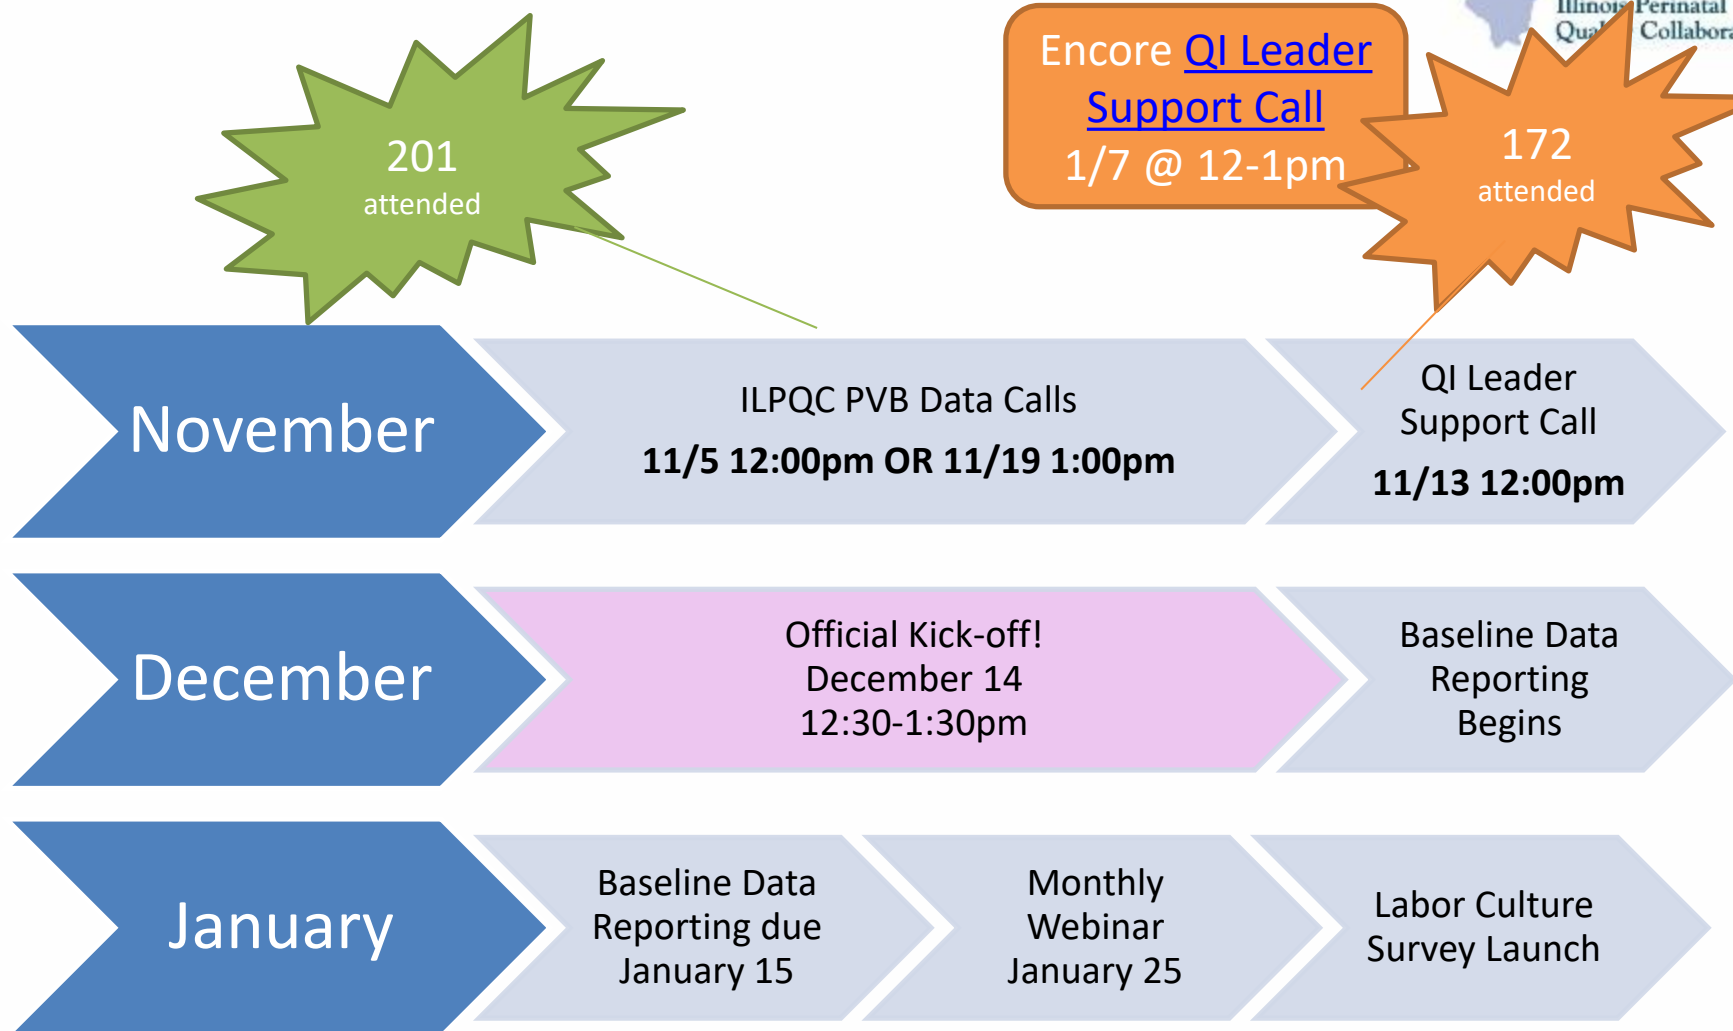 Illinois Perinatal
Collabora
Encore QI Leader
Support Call
1/7 @ 12-1pm
201
attended
172
attended
November
ILPQC PVB Data Calls
11/5 12:00pm OR 11/19 1:00pm
QI Leader
Support Call
11/13 12:00pm
December
Official Kick-off!
December 14
12:30-1:30pm
Baseline Data
Reporting
Begins
January
Baseline Data
Reporting due
January 15
Monthly
Webinar
January 25
Labor Culture
Survey Launch